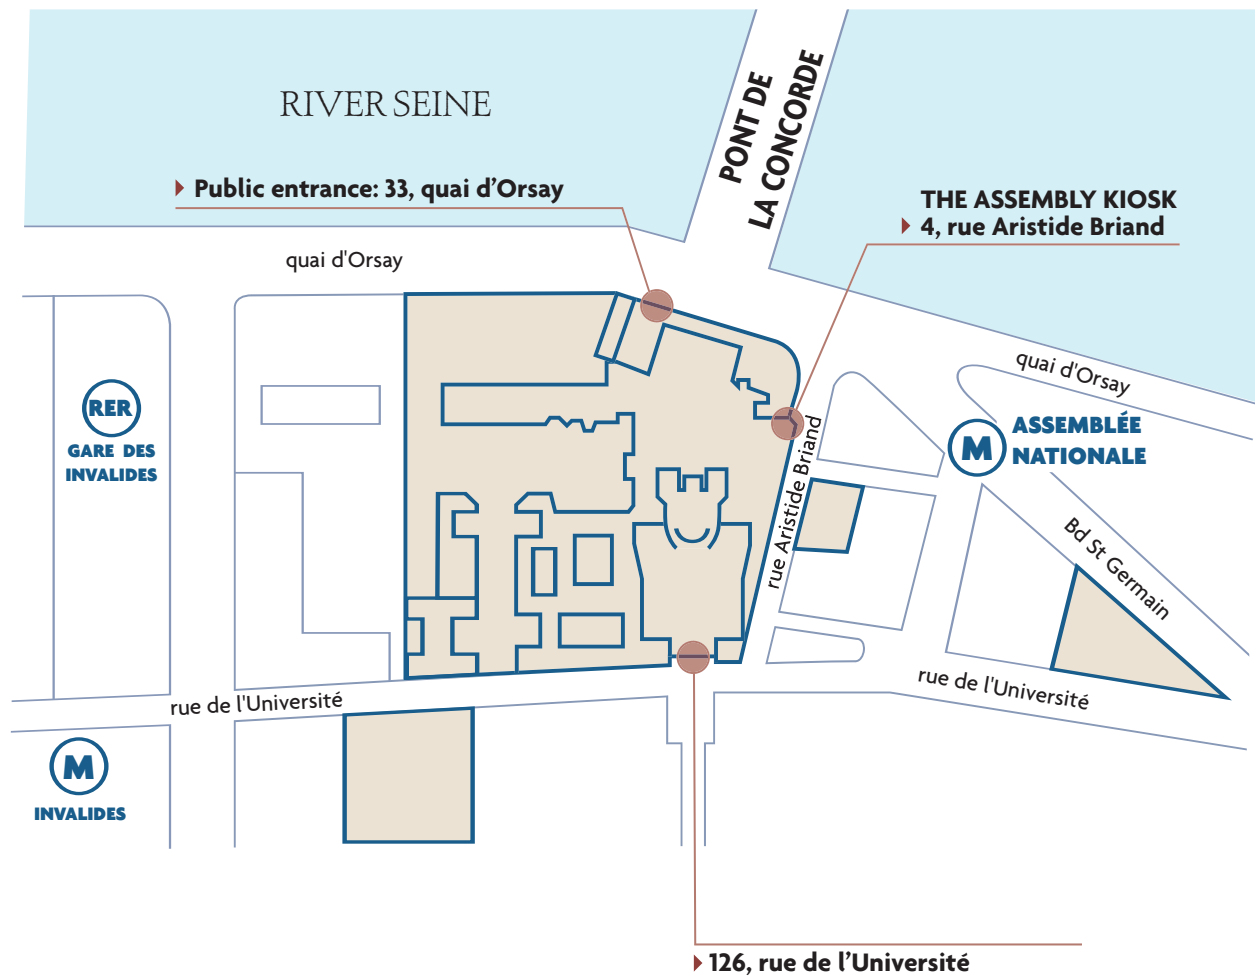 RIVER SEINE
PONT DE
LA CONCORDE
Public entrance: 33, quai d’Orsay
THE ASSEMBLY KIOSK
4, rue Aristide Briand
quai d'Orsay
quai d'Orsay
RER
GARE DES
INVALIDES
M
ASSEMBLÉE
NATIONALE
rue Aristide Briand
Bd St Germain
rue de l'Université
rue de l'Université
M
INVALIDES
126, rue de l’Université